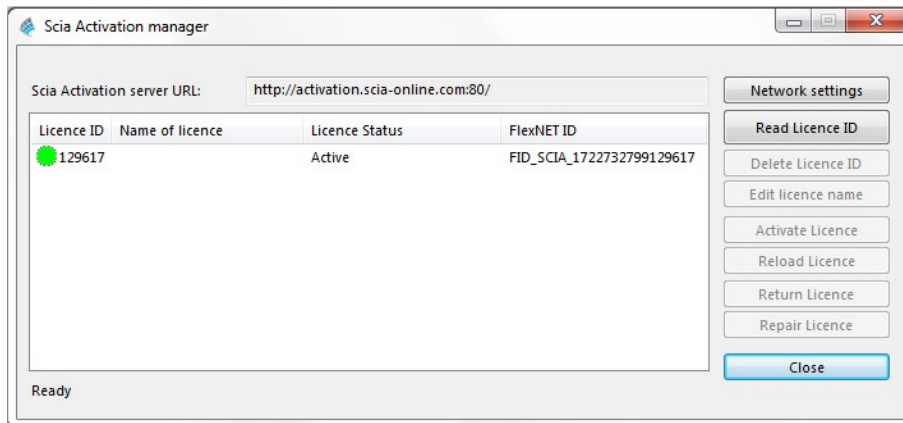 Scia Activation manager
Scia Activation server URL: http://activation.scia-online.com:80/ Network settings
Licence ID Name of licence Licence Status FlexNET ID Read Licence ID
129617 Active FID_SCIA_1722732799129617
Delete Licence ID
Edit licence name
Activate Licence
Reload Licence
Return Licence
Repair Licence
Close
Ready